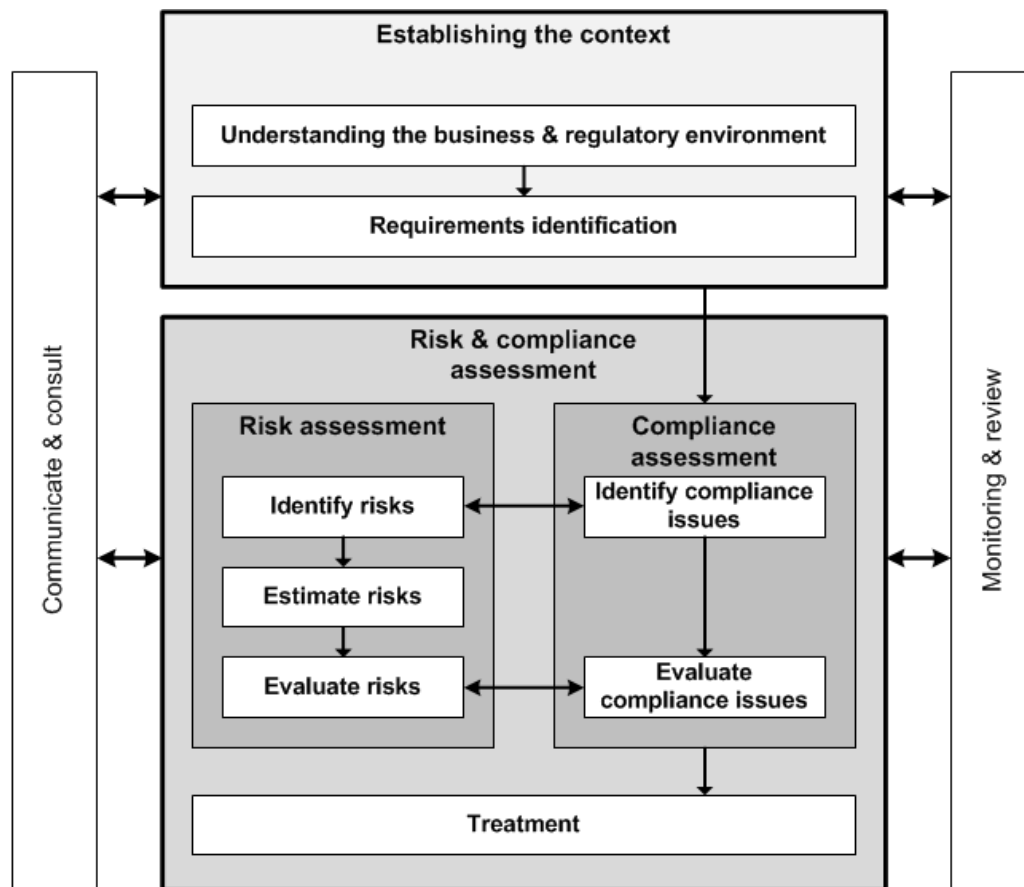 Establishing the context
Understanding the business & regulatory environment
Requirements identification
Communicate & consult
Monitoring & review
Risk & compliance
assessment
Risk assessment
Identify risks
Estimate risks
Evaluate risks
Compliance
assessment
Identify compliance
issues
Evaluate
compliance issues
Treatment